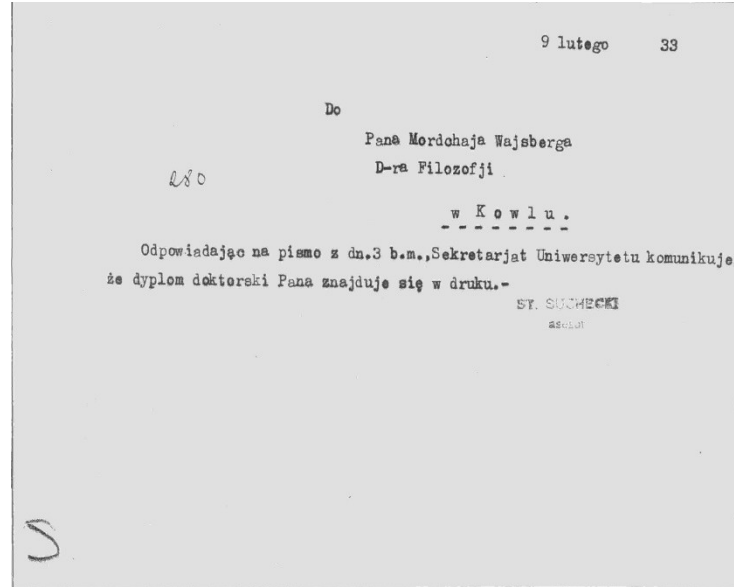 9 lutego 33
Do
Pana Mordchaja Wajsberga
D-ra Filozofji
280
w Kowlu.
Odpowiadając na pismo z dn.3 b.m.,Sekretarjat Uniwersytetu komunikuje
że dyplom doktorski Pana znajduje się w druku.-
ST. SUCHECKI